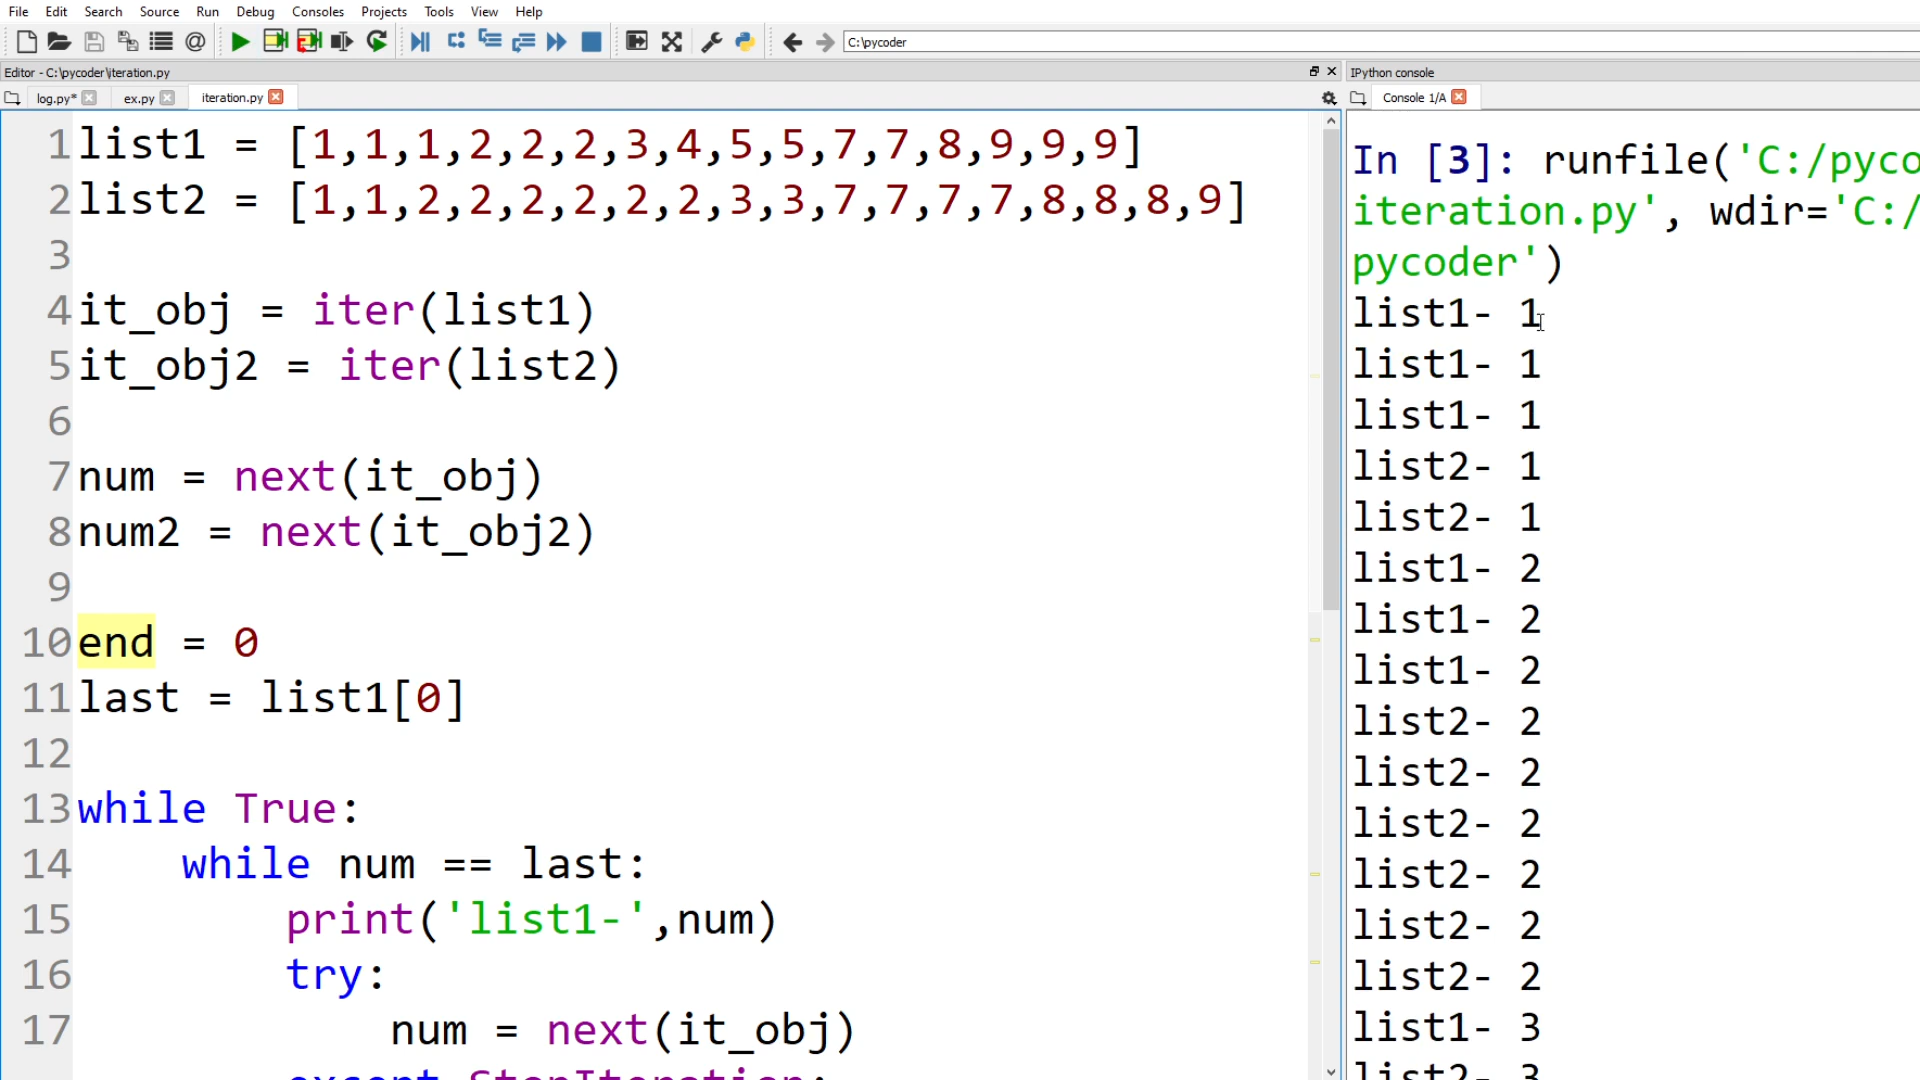 File Edit Search Source Run Debug Consoles Projects Tools View Help
C:\pycoder
Editor - C:\pycoder\iteration.py
log.py* ex.py iteration.py
1 list1 = [1,1,1,2,2,2,3,4,5,5,7,7,8,9,9,9]
2 list2 = [1,1,2,2,2,2,2,2,3,3,7,7,7,7,8,8,8,9]
3
4 it_obj = iter(list1)
5 it_obj2 = iter(list2)
6
7 num = next(it_obj)
8 num2 = next(it_obj2)
9
10 end = 0
11 last = list1[0]
12
13 while True:
14 while num == last:
15 print('list1-',num)
16 try:
17 num = next(it_obj)
except StopIteration:
IPython console
Console 1/A
In [3]: runfile('C:/pyco
iteration.py', wdir='C:/
pycoder')
list1- 1
list1- 1
list1- 1
list2- 1
list2- 1
list1- 2
list1- 2
list1- 2
list2- 2
list2- 2
list2- 2
list2- 2
list2- 2
list2- 2
list1- 3
list2- 3